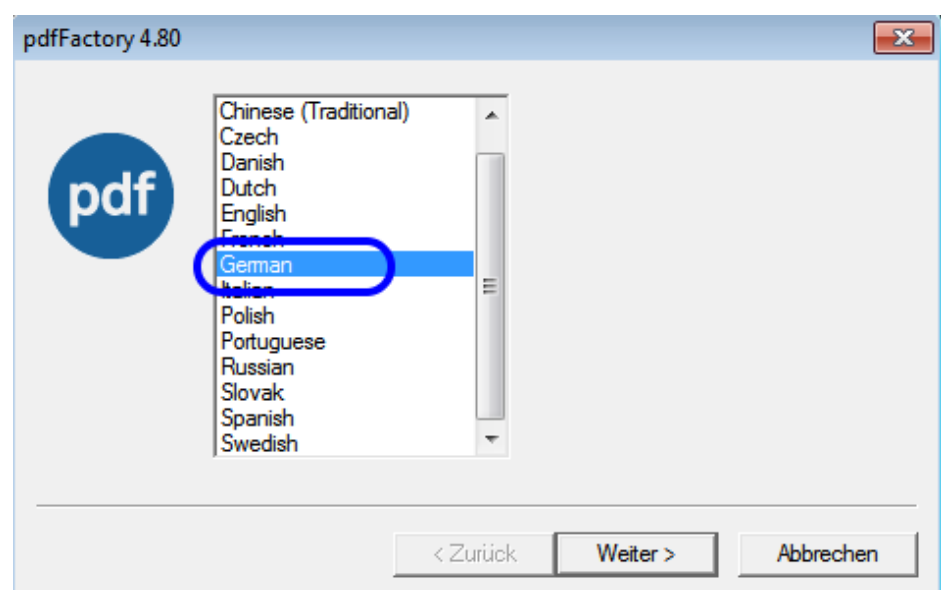 pdfFactory 4.80
pdf
Chinese (Traditional)
Czech
Danish
Dutch
English
French
German
Italian
Polish
Portuguese
Russian
Slovak
Spanish
Swedish
< Zurück
Weiter >
Abbrechen